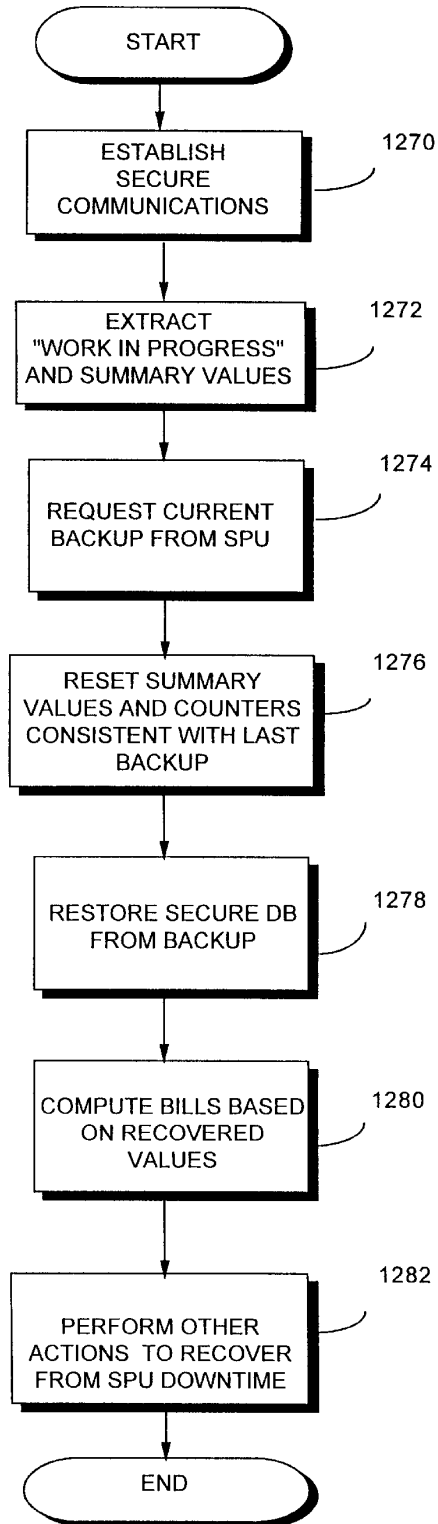 START
ESTABLISH
SECURE
COMMUNICATIONS
1270
EXTRACT
"WORK IN PROGRESS"
AND SUMMARY VALUES
1272
REQUEST CURRENT
BACKUP FROM SPU
1274
RESET SUMMARY
VALUES AND COUNTERS
CONSISTENT WITH LAST
BACKUP
1276
RESTORE SECURE DB
FROM BACKUP
1278
COMPUTE BILLS BASED
ON RECOVERED
VALUES
1280
PERFORM OTHER
ACTIONS TO RECOVER
FROM SPU DOWNTIME
1282
END